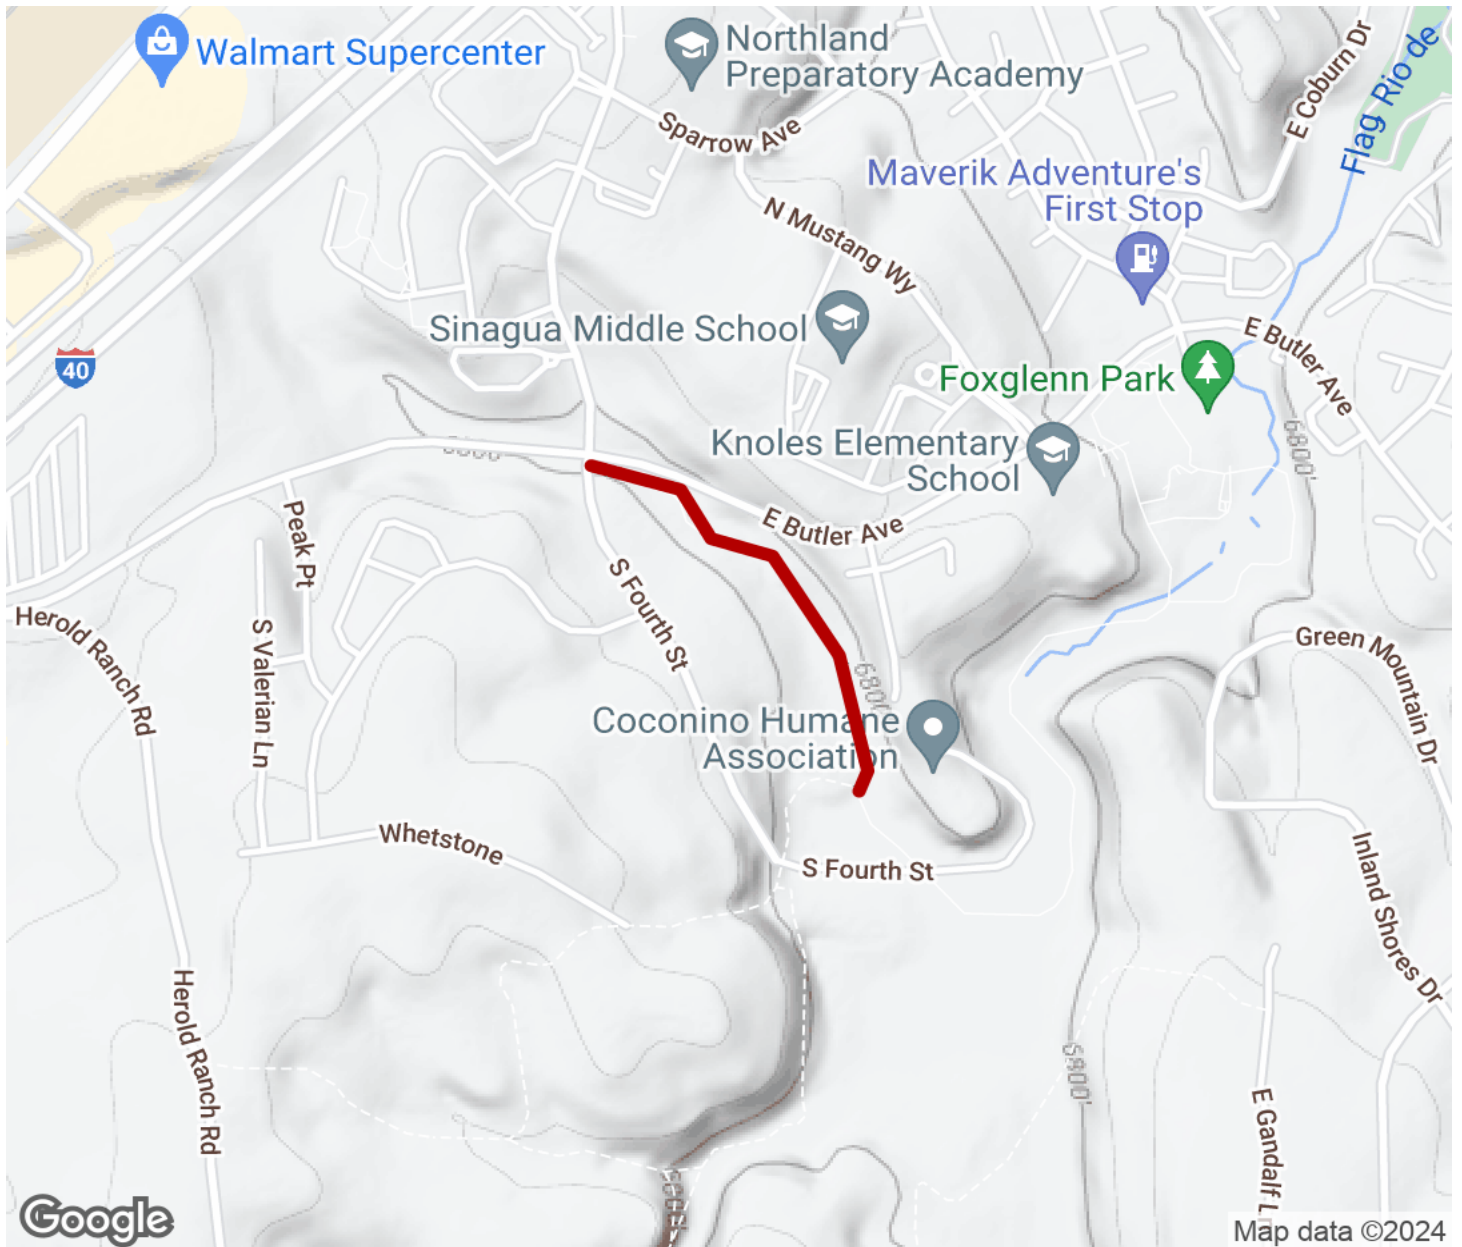 Walmart Supercenter
Northland
Preparatory Academy
E Coburn Dr
Flag Rio de
Sparrow Ave
Maverik Adventure's
First Stop
N Mustang Wy
Sinagua Middle School
40
E Butler Ave
Foxglenn Park
Knoles Elementary
School
6800'
Peak Pt
E Butler Ave
S Fourth St
Herold Ranch Rd
S Valerian Ln
Green Mountain Dr
Coconino Humane
Association
Whetstone
S Fourth St
Inland Shores Dr
Herold Ranch Rd
6800'
E Gandalf Ln
Google
Map data ©2024